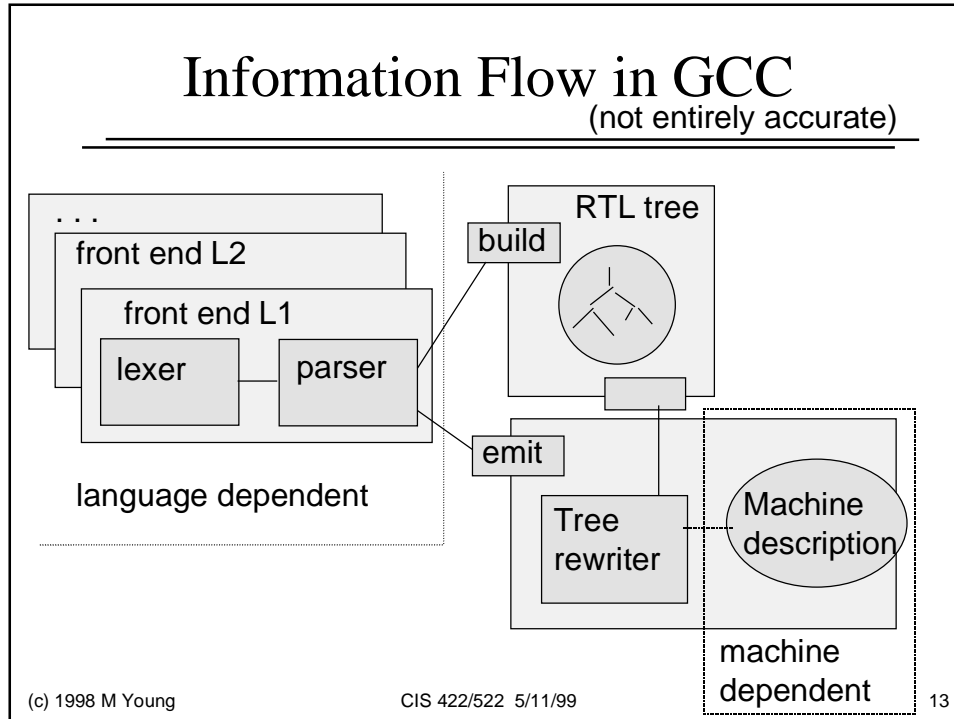 Information Flow in GCC
(not entirely accurate)
. . .
front end L2
front end L1
lexer
parser
language dependent
build
RTL tree
emit
Tree
rewriter
Machine
description
machine
dependent
(c) 1998 M Young
CIS 422/522 5/11/99
13